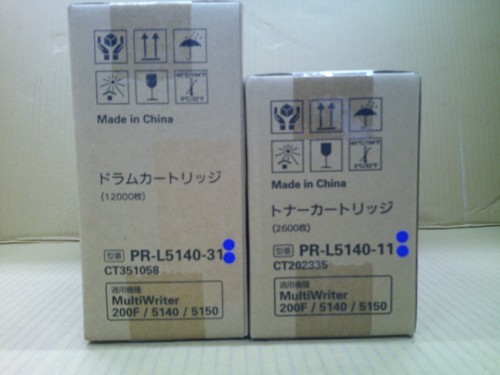 Made in China
ドラムカートリッジ
(12000枚)
型番 PR-L5140-31
CT351058
適用機種
MultiWriter
200F / 5140 / 5150
Made in China
トナーカートリッジ
(2600枚)
型番 PR-L5140-11
CT202335
適用機種
MultiWriter
200F / 5140 / 5150